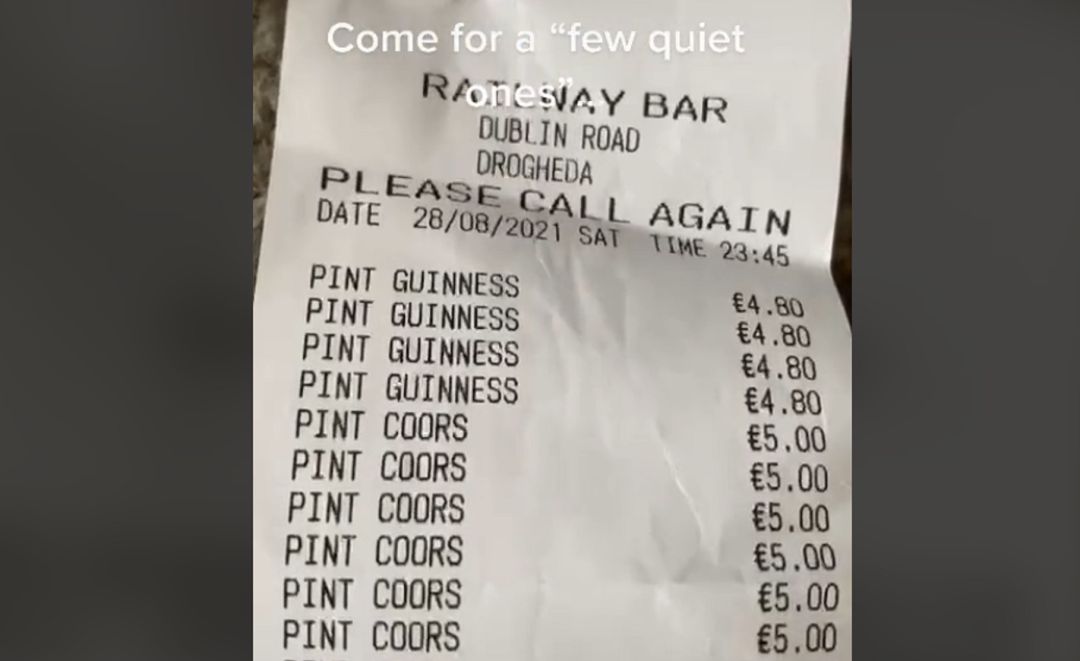 Come for a “few quiet
ones”...
RAILWAY BAR
DUBLIN ROAD
DROGHEDA
PLEASE CALL AGAIN
DATE 28/08/2021 SAT TIME 23:45
PINT GUINNESS €4.80
PINT GUINNESS €4.80
PINT GUINNESS €4.80
PINT GUINNESS €4.80
PINT COORS €5.00
PINT COORS €5.00
PINT COORS €5.00
PINT COORS €5.00
PINT COORS €5.00
PINT COORS €5.00